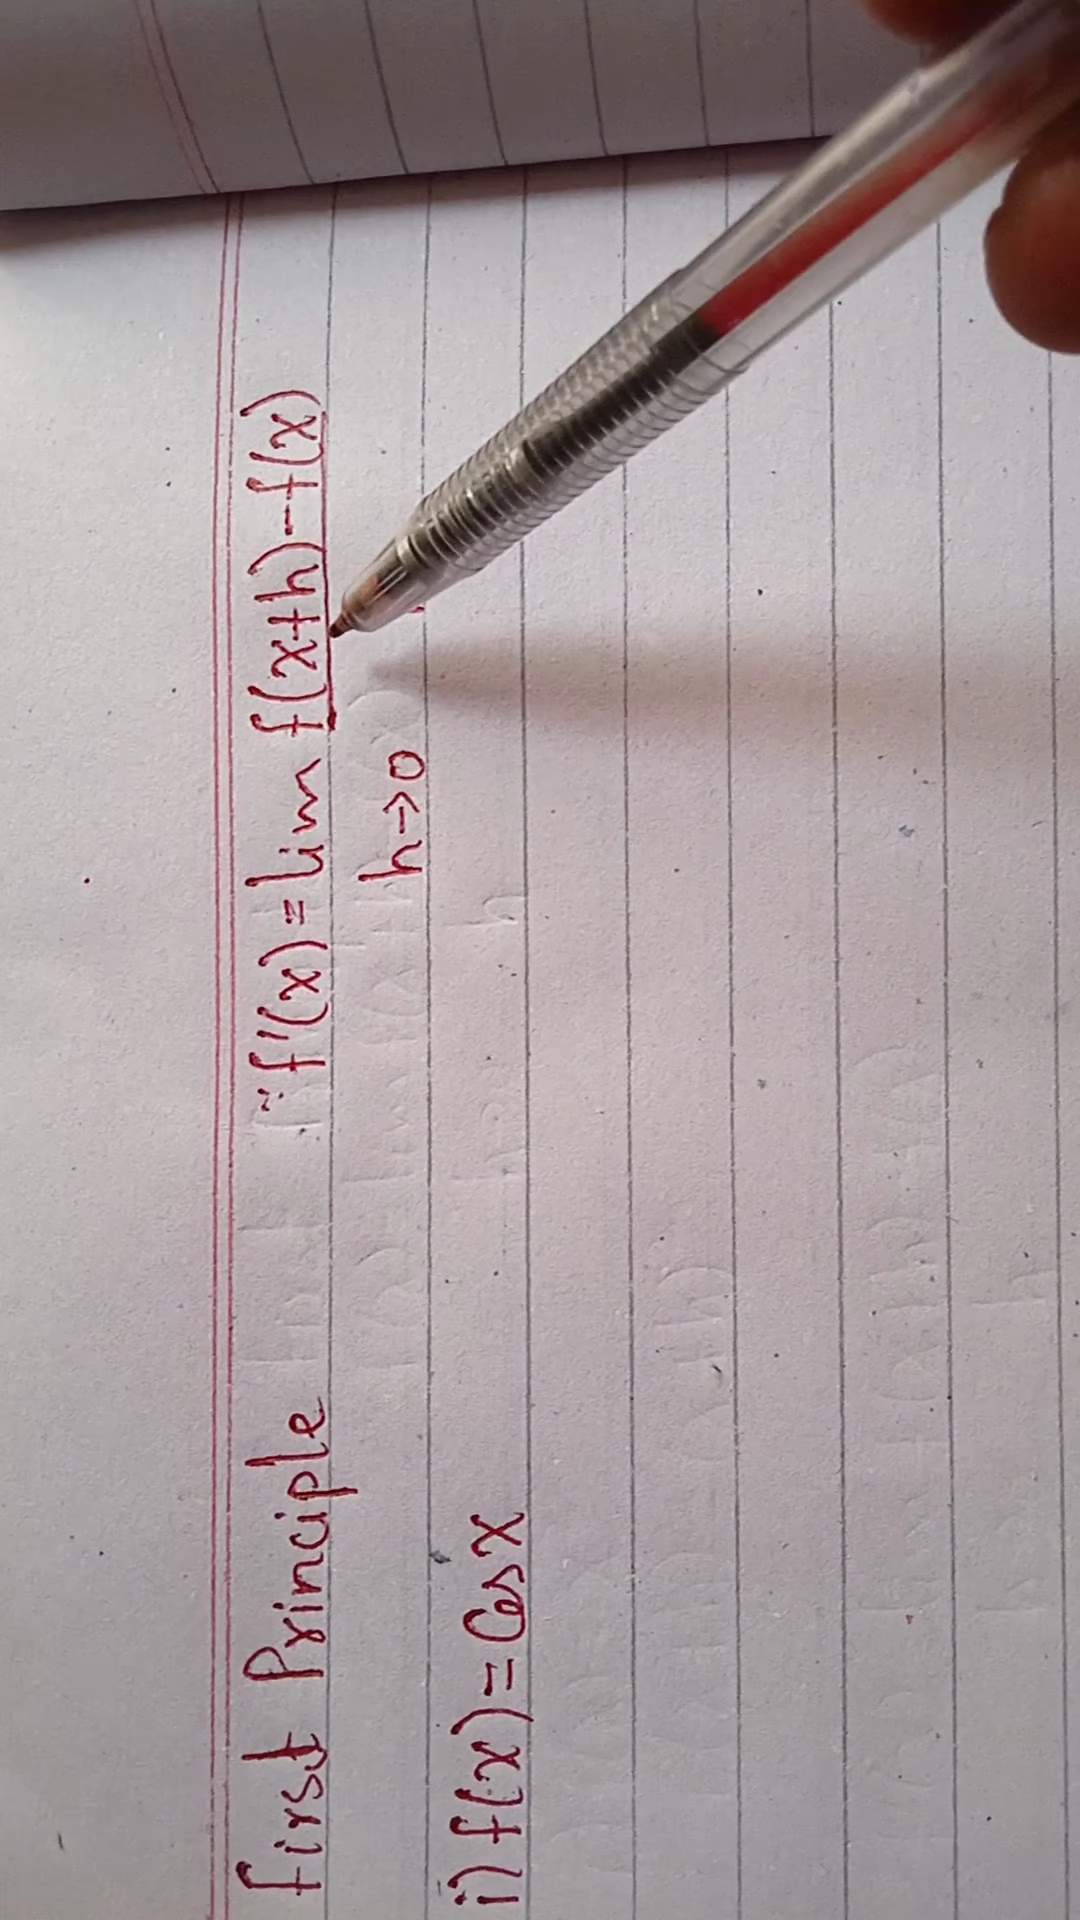 first Principle ∵ f'(x) = lim f(x+h)-f(x)
h→0
i) f(x) = Cos x